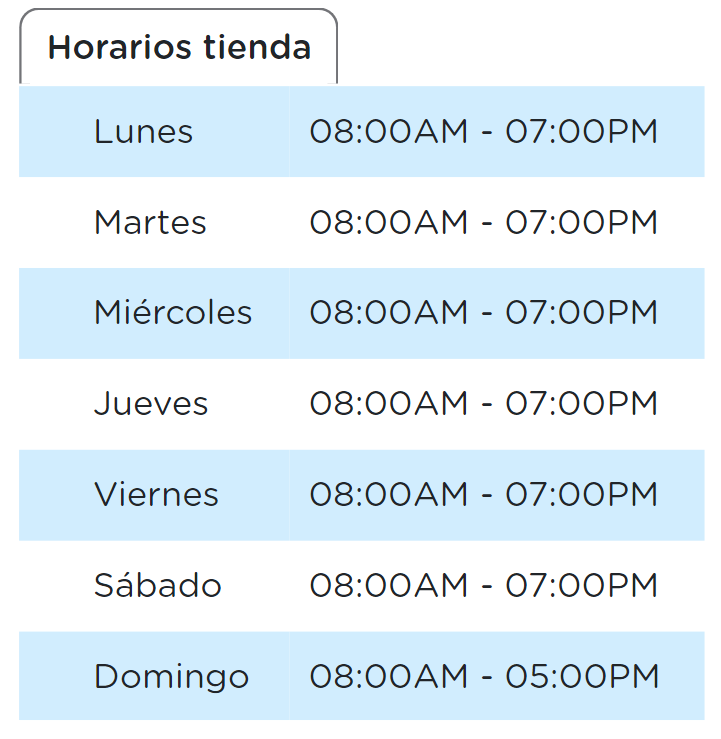 Horarios tienda
Lunes 08:00AM - 07:00PM
Martes 08:00AM - 07:00PM
Miércoles 08:00AM - 07:00PM
Jueves 08:00AM - 07:00PM
Viernes 08:00AM - 07:00PM
Sábado 08:00AM - 07:00PM
Domingo 08:00AM - 05:00PM